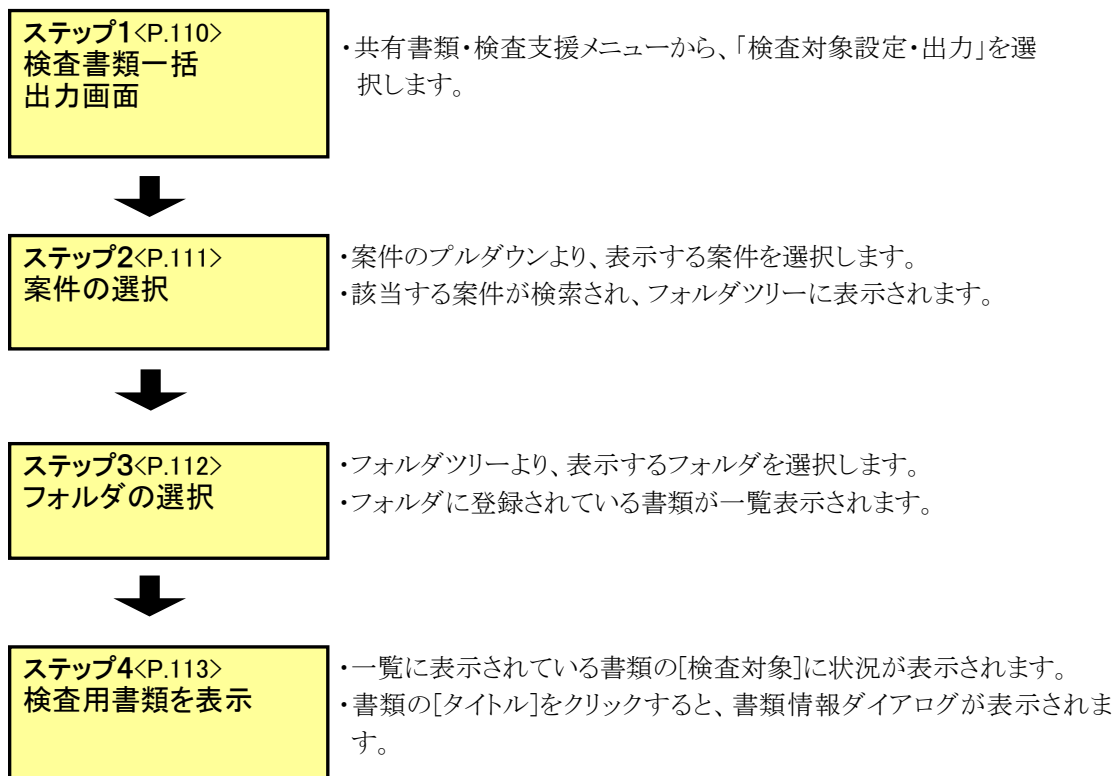 ステップ1<P.110>
検査書類一括
出力画面
・共有書類・検査支援メニューから、「検査対象設定・出力」を選
択します。
ステップ2<P.111>
案件の選択
・案件のプルダウンより、表示する案件を選択します。
・該当する案件が検索され、フォルダツリーに表示されます。
ステップ3<P.112>
フォルダの選択
・フォルダツリーより、表示するフォルダを選択します。
・フォルダに登録されている書類が一覧表示されます。
ステップ4<P.113>
検査用書類を表示
・一覧に表示されている書類の[検査対象]に状況が表示されます。
・書類の[タイトル]をクリックすると、書類情報ダイアログが表示されま
す。